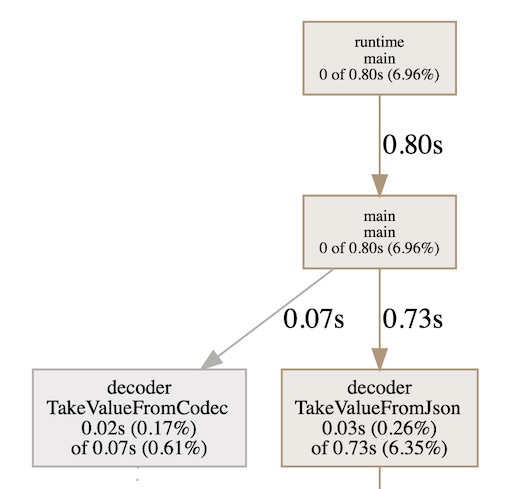 runtime
main
0 of 0.80s (6.96%)
0.80s
main
main
0 of 0.80s (6.96%)
0.07s
0.73s
decoder
TakeValueFromCodec
0.02s (0.17%)
of 0.07s (0.61%)
decoder
TakeValueFromJson
0.03s (0.26%)
of 0.73s (6.35%)